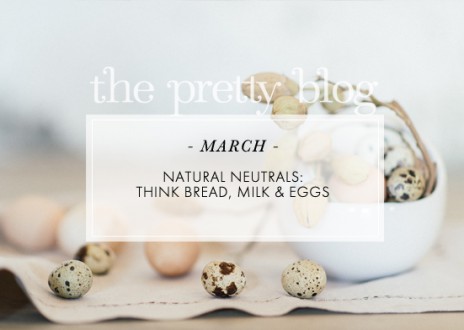 the pretty blog
- MARCH -
NATURAL NEUTRALS:
THINK BREAD, MILK & EGGS